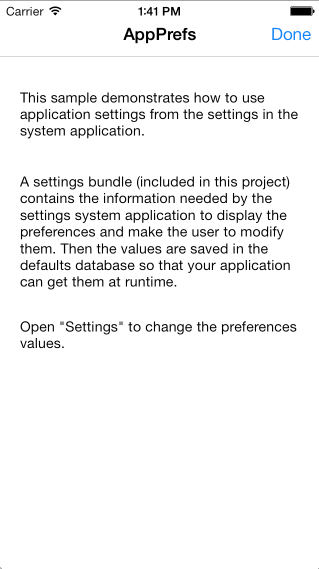 Carrier 1:41 PM
AppPrefs Done
This sample demonstrates how to use
application settings from the settings in the
system application.
A settings bundle (included in this project)
contains the information needed by the
settings system application to display the
preferences and make the user to modify
them. Then the values are saved in the
defaults database so that your application
can get them at runtime.
Open "Settings" to change the preferences
values.